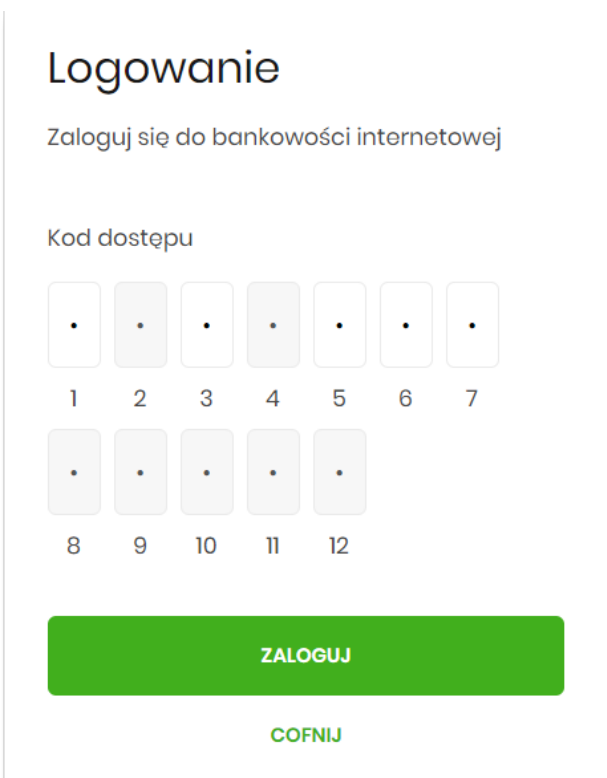 Logowanie
Zaloguj się do bankowości internetowej
Kod dostępu
• • • • • • •
1 2 3 4 5 6 7
• • • • •
8 9 10 11 12
ZALOGUJ
COFNIJ